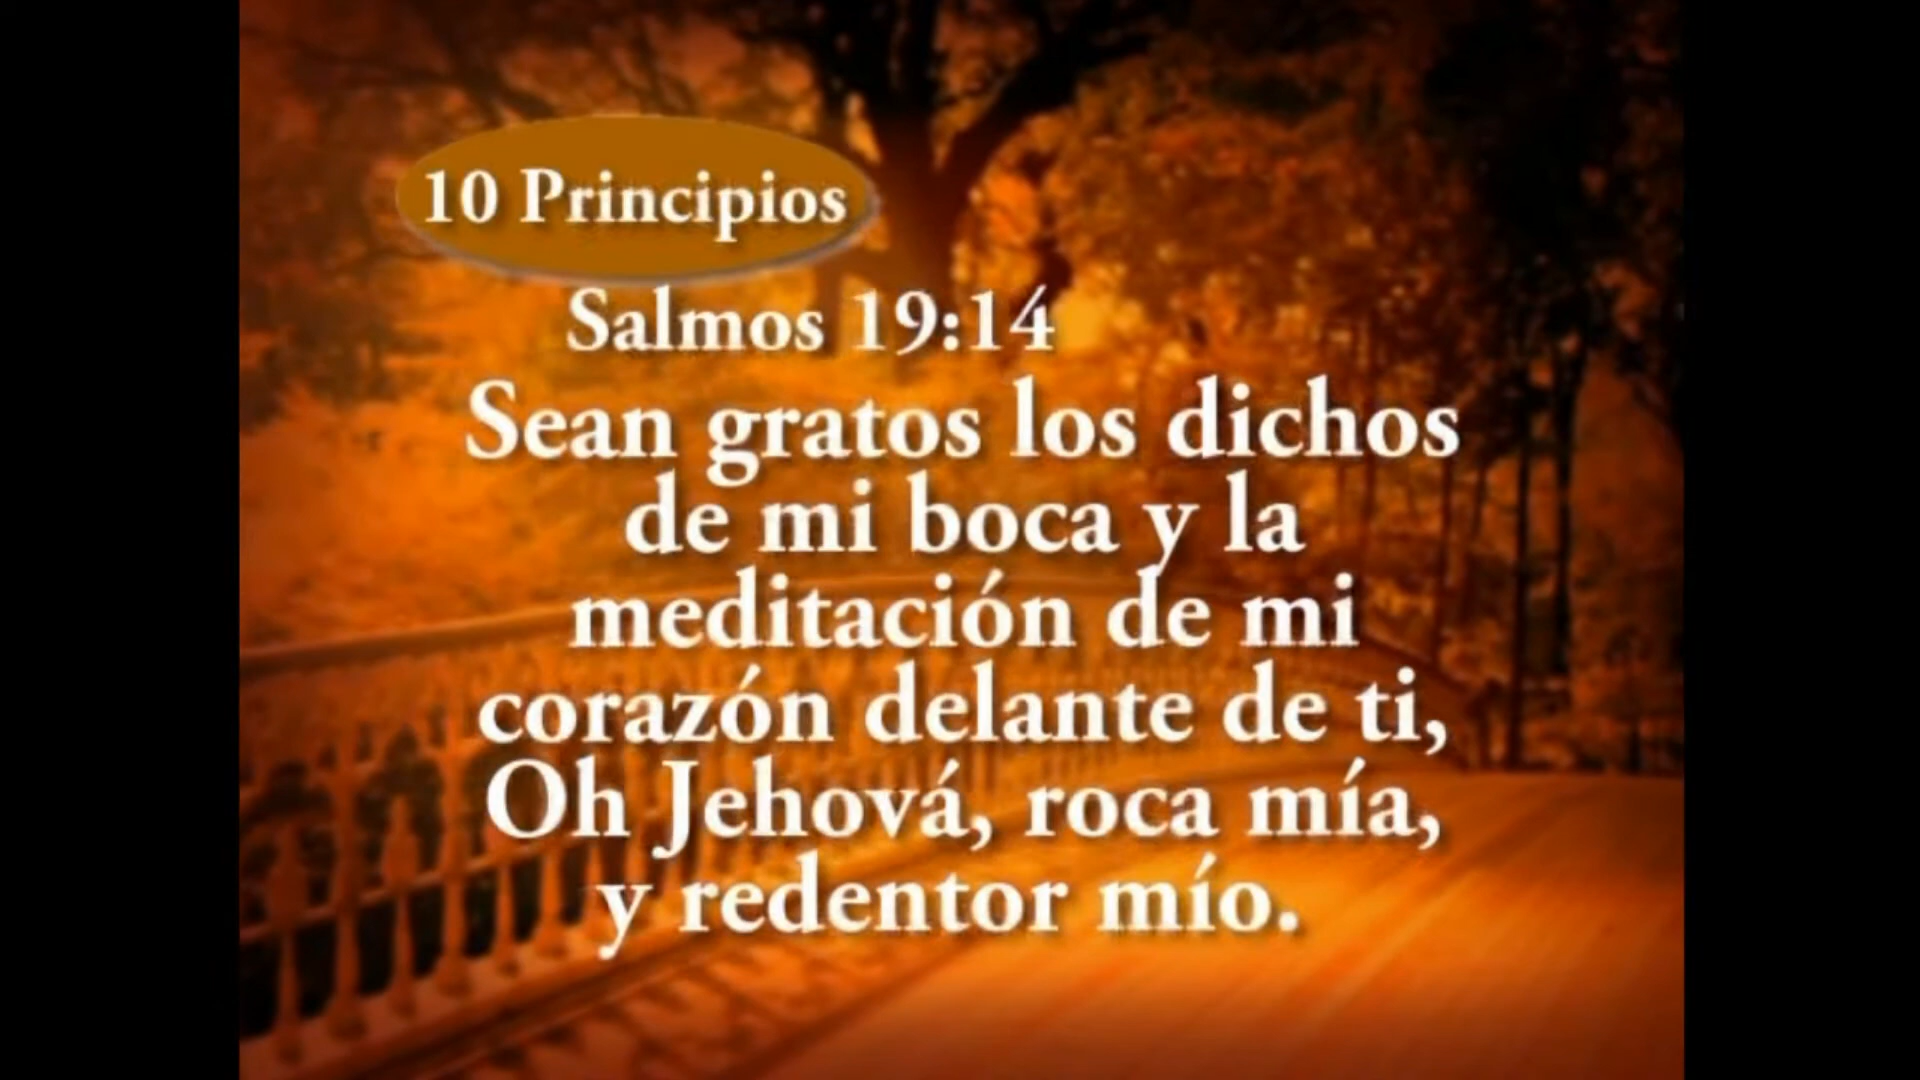 10 Principios
Salmos 19:14
Sean gratos los dichos
de mi boca y la
meditación de mi
corazón delante de ti,
Oh Jehová, roca mía,
y redentor mío.